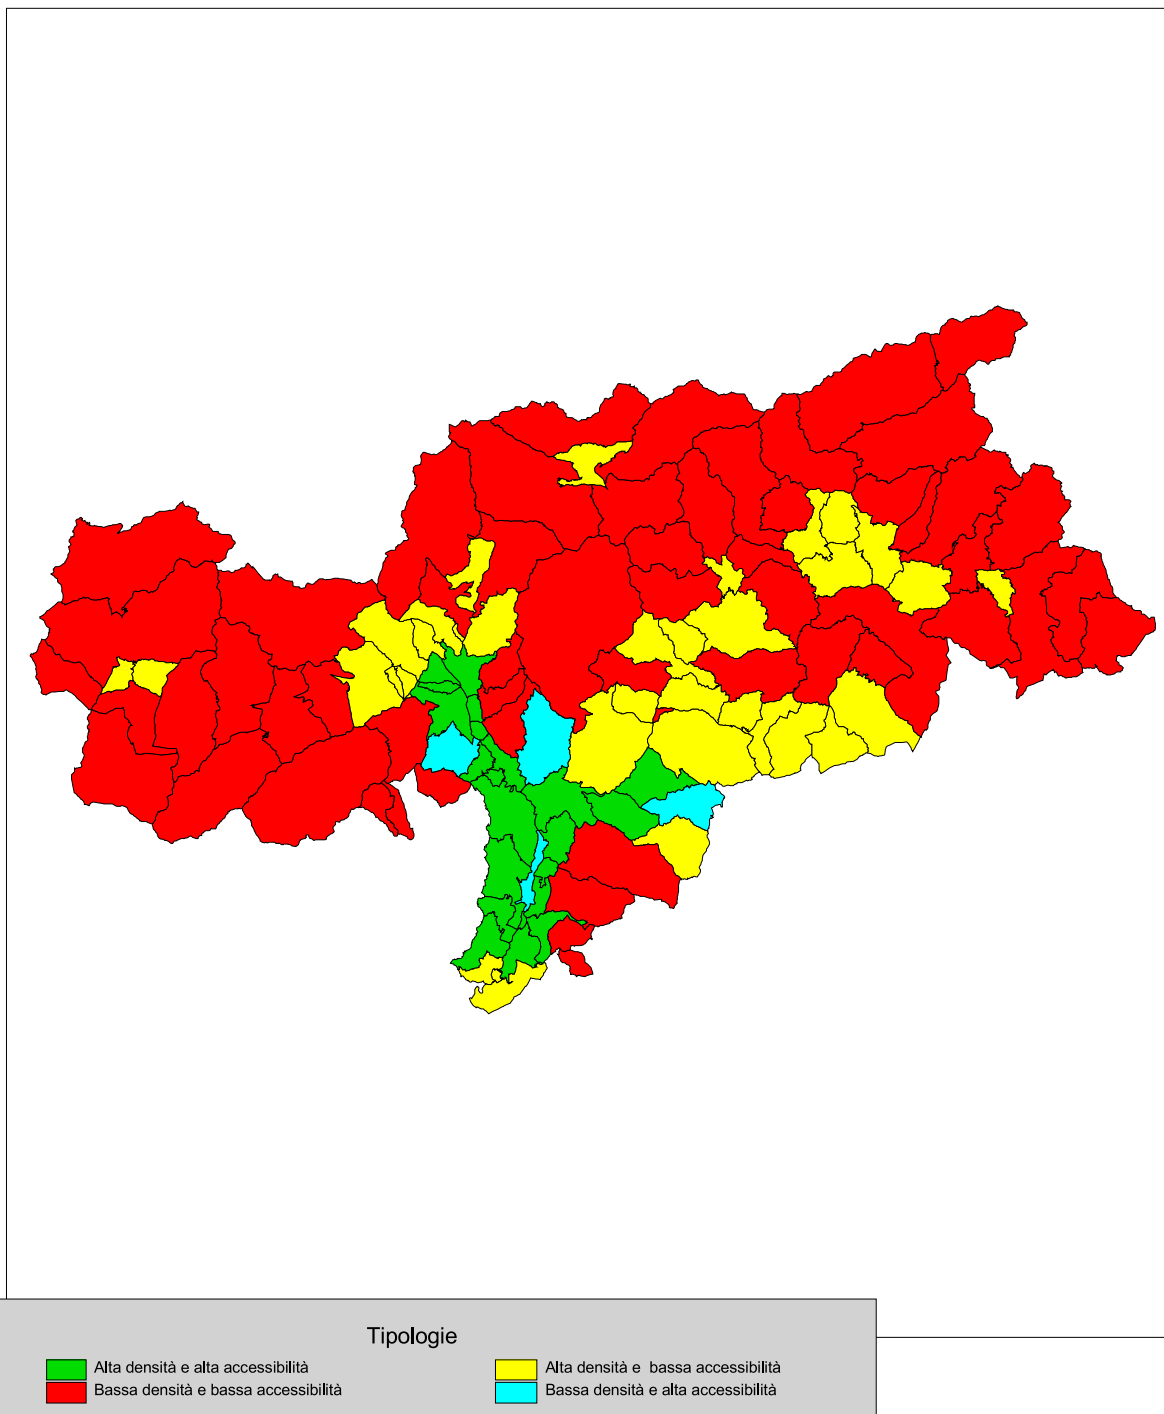 Tipologie
Alta densità e alta accessibilità
Alta densità e bassa accessibilità
Bassa densità e bassa accessibilità
Bassa densità e alta accessibilità